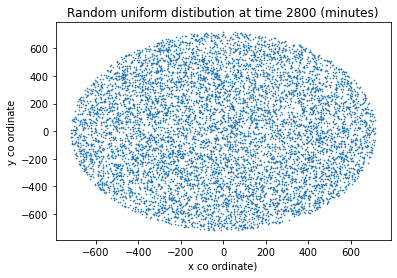 Random uniform distibution at time 2800 (minutes)
600
400
200
0
−200
−400
−600
y co ordinate
−600 −400 −200 0 200 400 600
x co ordinate)